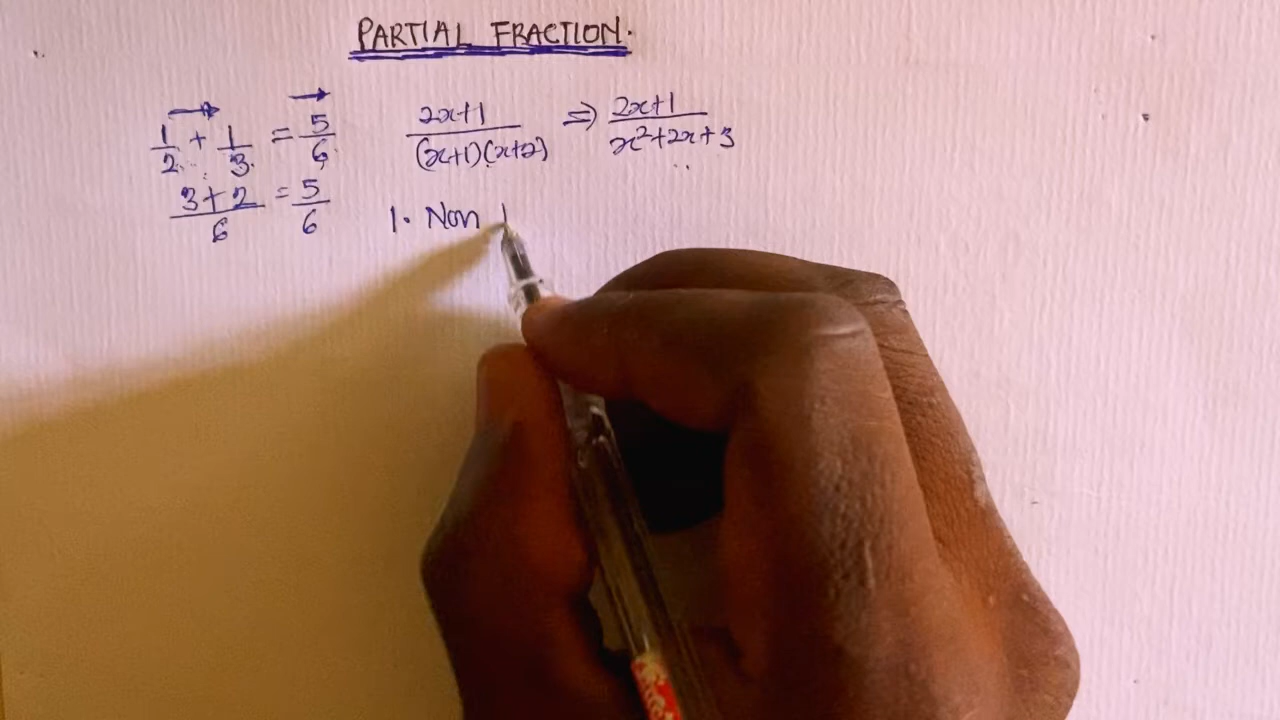 PARTIAL FRACTION.
1/2 + 1/3 = 5/6
(3+2)/6 = 5/6
(2x+1)/((x+1)(x+2)) ⇒ (2x+1)/(x²+2x+3)
1. Non